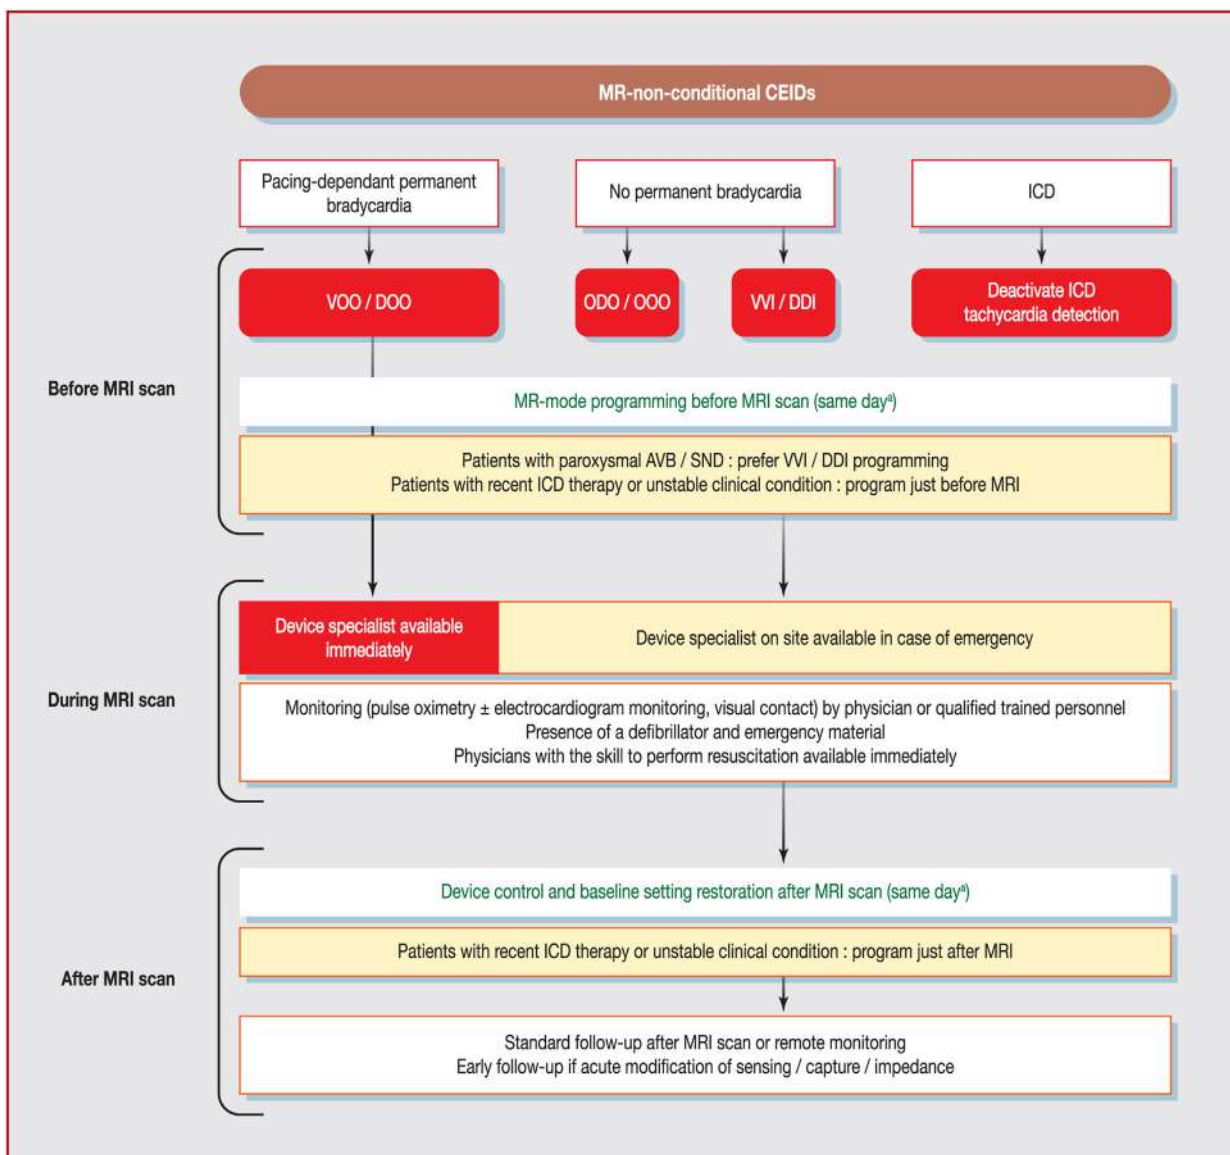 MR-non-conditional CEIDs
Pacing-dependant permanent
bradycardia
No permanent bradycardia
ICD
VOO / DOO
ODO / OOO
VVI / DDI
Deactivate ICD
tachycardia detection
Before MRI scan
MR-mode programming before MRI scan (same dayᵃ)
Patients with paroxysmal AVB / SND : prefer VVI / DDI programming
Patients with recent ICD therapy or unstable clinical condition : program just before MRI
Device specialist available
immediately
Device specialist on site available in case of emergency
During MRI scan
Monitoring (pulse oximetry ± electrocardiogram monitoring, visual contact) by physician or qualified trained personnel
Presence of a defibrillator and emergency material
Physicians with the skill to perform resuscitation available immediately
Device control and baseline setting restoration after MRI scan (same dayᵃ)
Patients with recent ICD therapy or unstable clinical condition : program just after MRI
After MRI scan
Standard follow-up after MRI scan or remote monitoring
Early follow-up if acute modification of sensing / capture / impedance